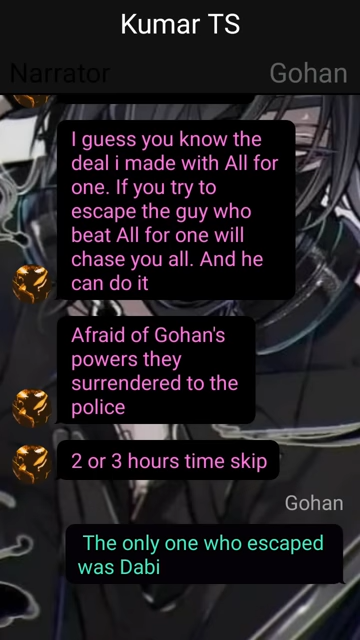 Kumar TS
Narrator
Gohan
I guess you know the
deal i made with All for
one. If you try to
escape the guy who
beat All for one will
chase you all. And he
can do it
Afraid of Gohan's
powers they
surrendered to the
police
2 or 3 hours time skip
Gohan
The only one who escaped
was Dabi